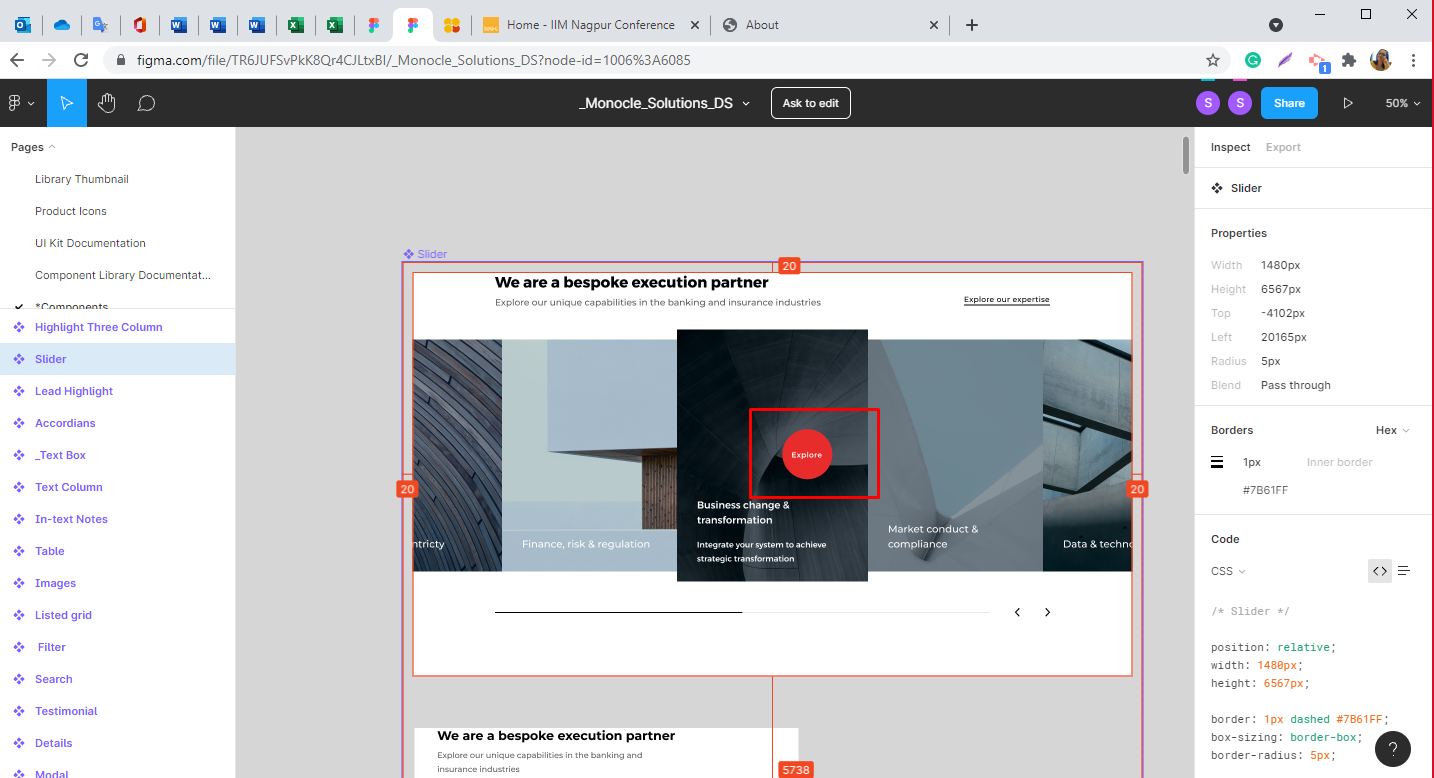 Home - IIM Nagpur Conference
About
figma.com/file/TR6JUFSvPkK8Qr4CJLtxBl/_Monocle_Solutions_DS?node-id=1006%3A6085
1
_Monocle_Solutions_DS
Ask to edit
S
S
Share
50%
Pages
Library Thumbnail
Product Icons
UI Kit Documentation
Component Library Documentat...
*Components
Highlight Three Column
Slider
Lead Highlight
Accordians
_Text Box
Text Column
In-text Notes
Table
Images
Listed grid
Filter
Search
Testimonial
Details
Modal
Slider
20
We are a bespoke execution partner
Explore our unique capabilities in the banking and insurance industries
Explore our expertise
Explore
20
20
ntricty
Finance, risk & regulation
Business change &
transformation
Integrate your system to achieve
strategic transformation
Market conduct &
compliance
Data & techno
We are a bespoke execution partner
Explore our unique capabilities in the banking and
insurance industries
5738
Inspect
Export
Slider
Properties
Width 1480px
Height 6567px
Top -4102px
Left 20165px
Radius 5px
Blend Pass through
Borders
Hex
1px
Inner border
#7B61FF
Code
CSS
/* Slider */
position: relative;
width: 1480px;
height: 6567px;
border: 1px dashed #7B61FF;
box-sizing: border-box;
border-radius: 5px;
?